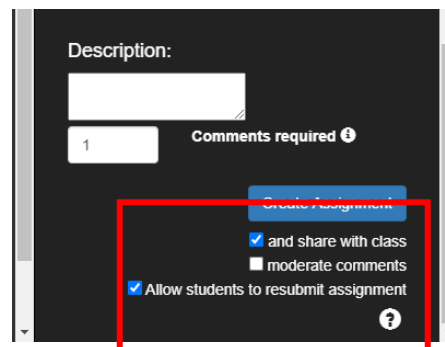 Description:
1
Comments required
Create Assignment
and share with class
moderate comments
Allow students to resubmit assignment
?